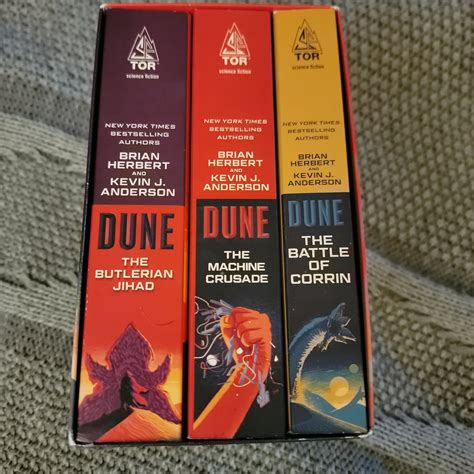 TOR
science fiction
NEW YORK TIMES
BESTSELLING
AUTHORS
BRIAN
HERBERT
AND
KEVIN J.
ANDERSON
DUNE
THE
BUTLERIAN
JIHAD
TOR
science fiction
NEW YORK TIMES
BESTSELLING
AUTHORS
BRIAN
HERBERT
AND
KEVIN J.
ANDERSON
DUNE
THE
MACHINE
CRUSADE
TOR
science fiction
NEW YORK TIMES
BESTSELLING
AUTHORS
BRIAN
HERBERT
AND
KEVIN J.
ANDERSON
DUNE
THE
BATTLE
OF
CORRIN